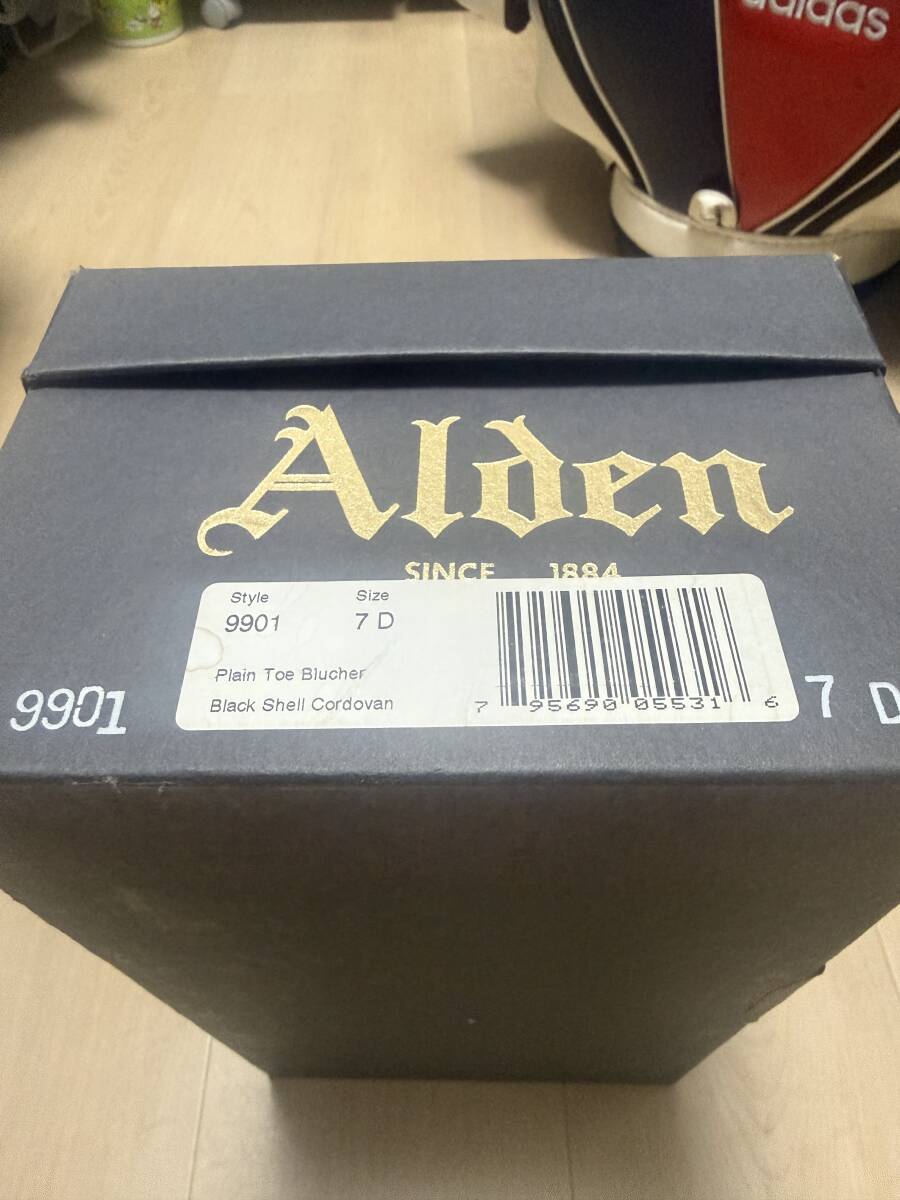 adidas
Alden
SINCE 1884
Style Size
9901 7 D
Plain Toe Blucher
Black Shell Cordovan
7 95690 05531 6
9901
7 D